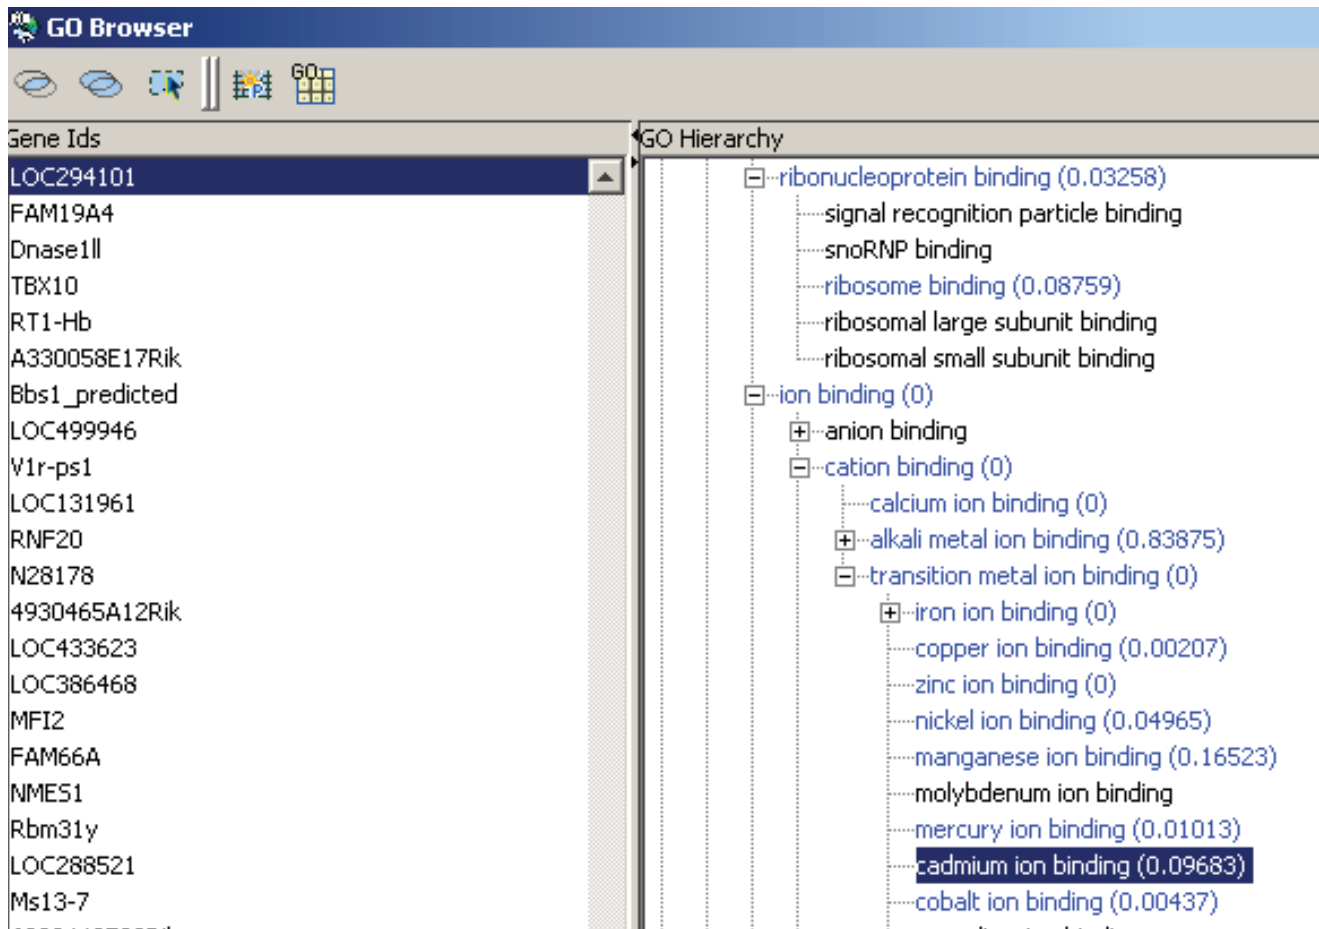 GO Browser
GO
Gene Ids
LOC294101
FAM19A4
Dnase1ll
TBX10
RT1-Hb
A330058E17Rik
Bbs1_predicted
LOC499946
V1r-ps1
LOC131961
RNF20
N28178
4930465A12Rik
LOC433623
LOC386468
MFI2
FAM66A
NMES1
Rbm31y
LOC288521
Ms13-7
GO Hierarchy
ribonucleoprotein binding (0.03258)
signal recognition particle binding
snoRNP binding
ribosome binding (0.08759)
ribosomal large subunit binding
ribosomal small subunit binding
ion binding (0)
anion binding
cation binding (0)
calcium ion binding (0)
alkali metal ion binding (0.83875)
transition metal ion binding (0)
iron ion binding (0)
copper ion binding (0.00207)
zinc ion binding (0)
nickel ion binding (0.04965)
manganese ion binding (0.16523)
molybdenum ion binding
mercury ion binding (0.01013)
cadmium ion binding (0.09683)
cobalt ion binding (0.00437)